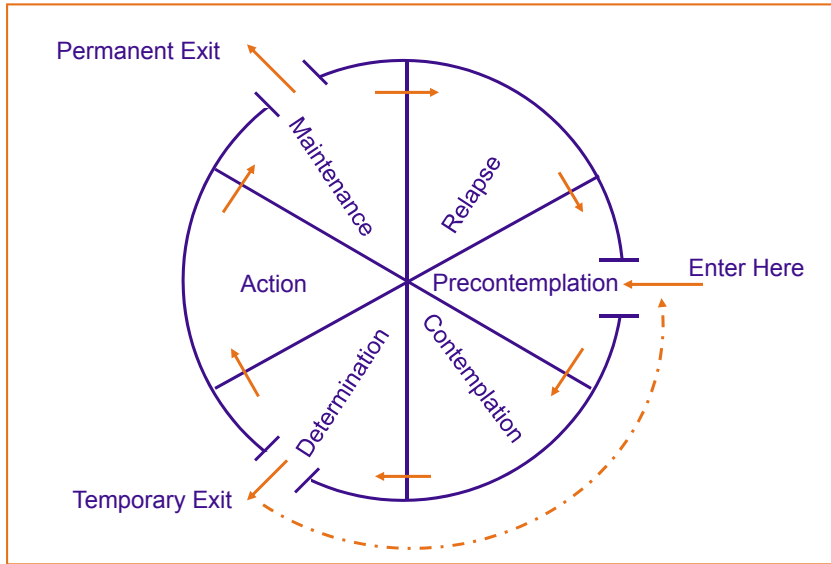 Permanent Exit
Maintenance
Relapse
Enter Here
Action
Precontemplation
Determination
Contemplation
Temporary Exit